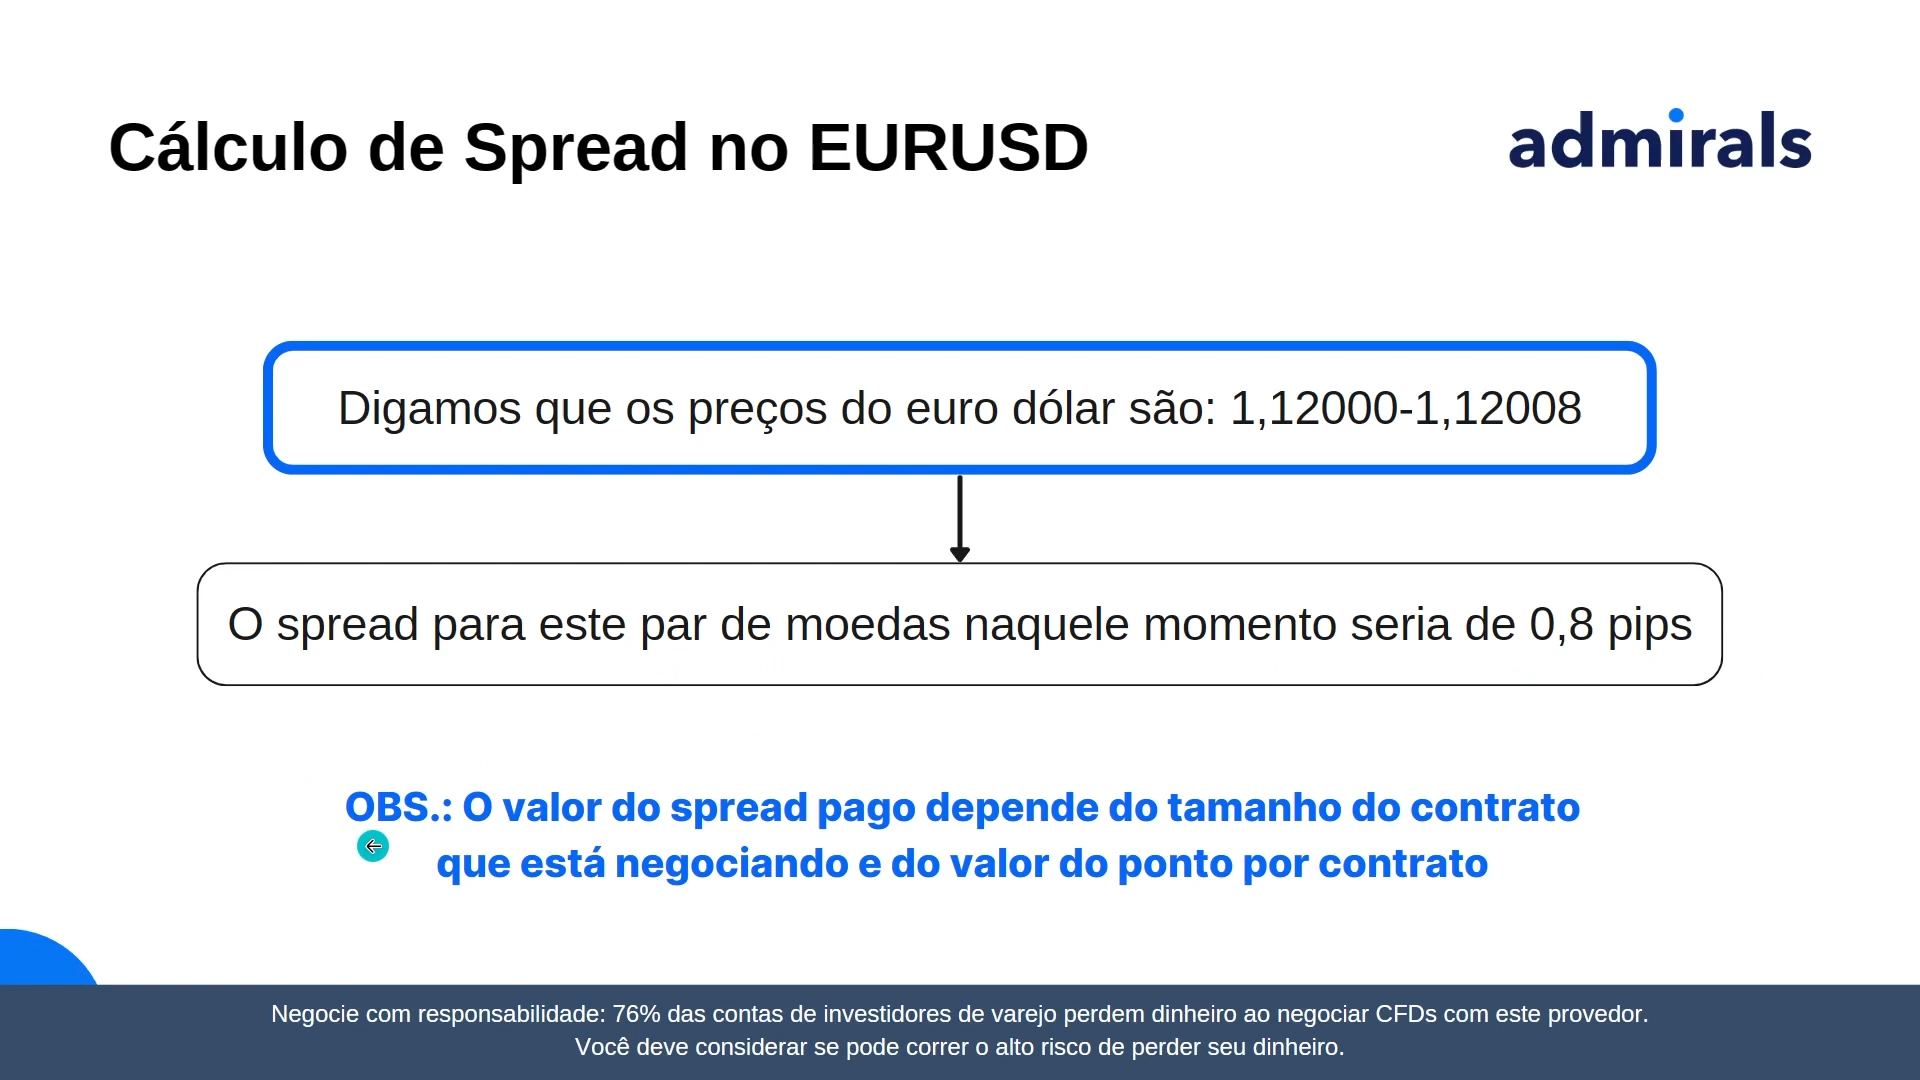 Cálculo de Spread no EURUSD
admirals
Digamos que os preços do euro dólar são: 1,12000-1,12008
O spread para este par de moedas naquele momento seria de 0,8 pips
OBS.: O valor do spread pago depende do tamanho do contrato
que está negociando e do valor do ponto por contrato
Negocie com responsabilidade: 76% das contas de investidores de varejo perdem dinheiro ao negociar CFDs com este provedor.
Você deve considerar se pode correr o alto risco de perder seu dinheiro.